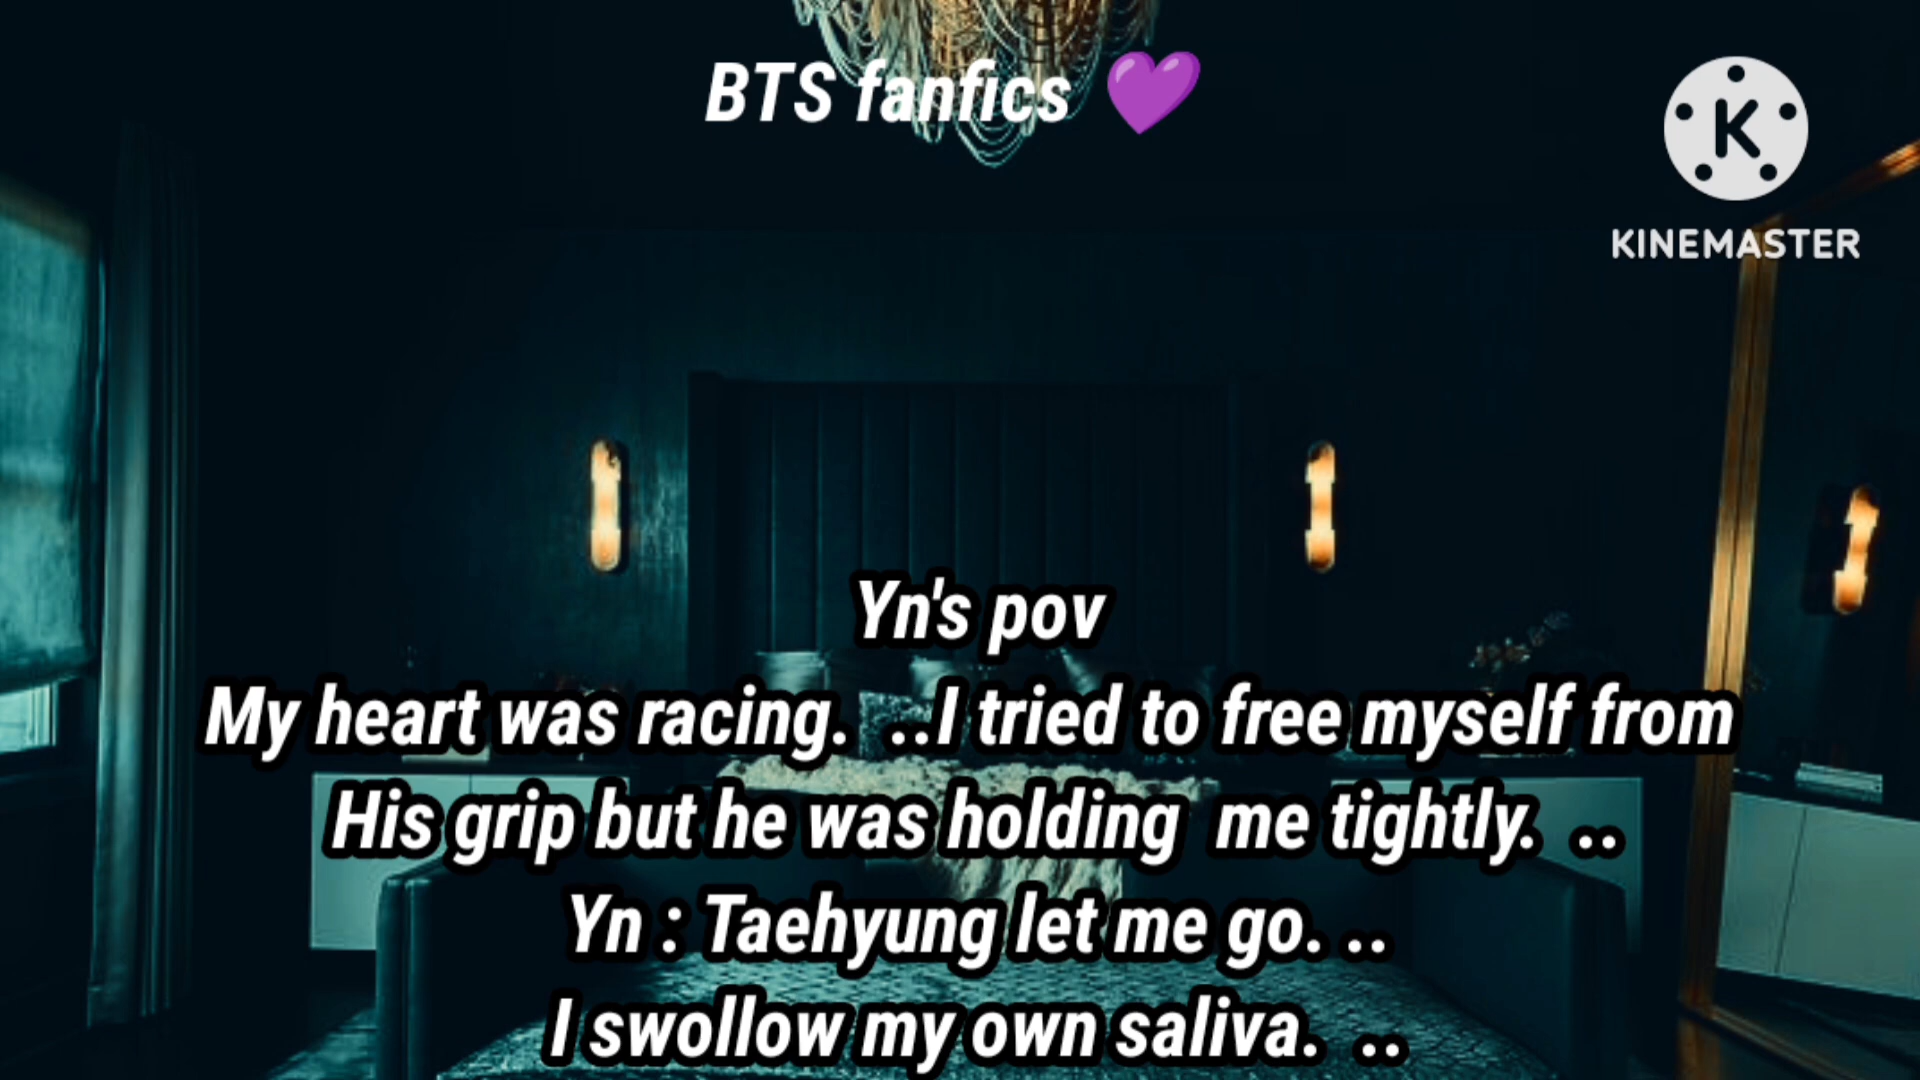 BTS fanfics 💜
KINEMASTER
Yn's pov
My heart was racing.  ..I tried to free myself from
His grip but he was holding  me tightly.  ..
Yn : Taehyung let me go. ..
I swollow my own saliva.  ..